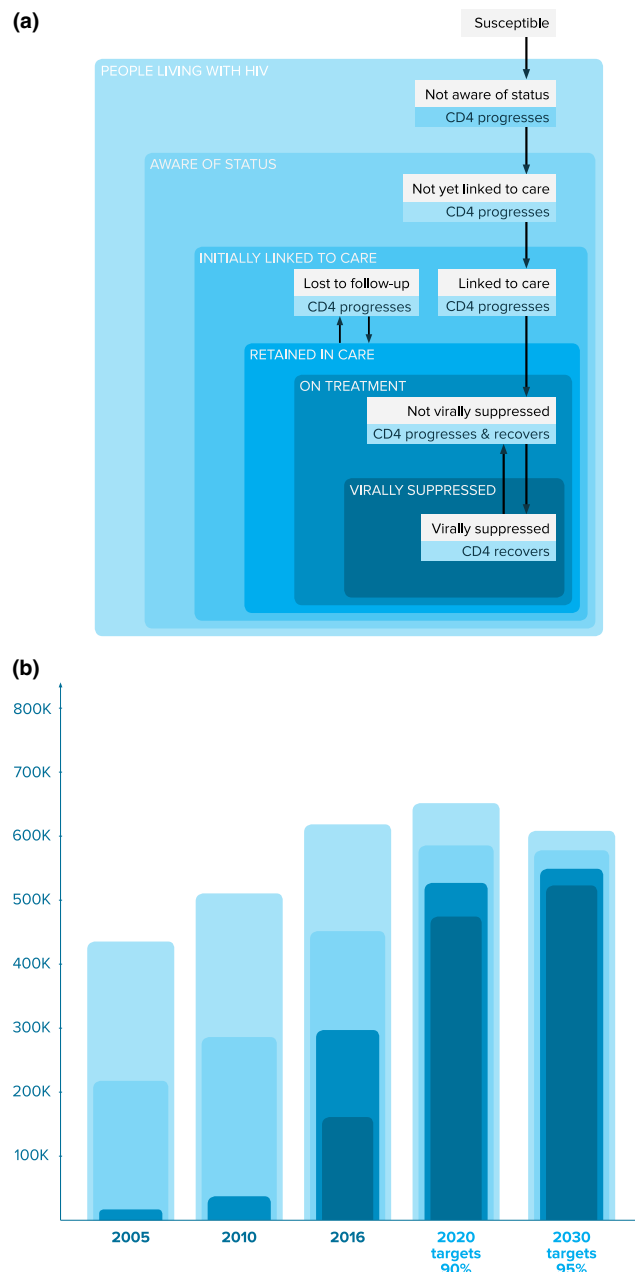 (a)
Susceptible
PEOPLE LIVING WITH HIV
Not aware of status
CD4 progresses
AWARE OF STATUS
Not yet linked to care
CD4 progresses
INITIALLY LINKED TO CARE
Lost to follow-up
CD4 progresses
Linked to care
CD4 progresses
RETAINED IN CARE
ON TREATMENT
Not virally suppressed
CD4 progresses & recovers
VIRALLY SUPPRESSED
Virally suppressed
CD4 recovers
(b)
800K
700K
600K
500K
400K
300K
200K
100K
2005
2010
2016
2020
targets
90%
2030
targets
95%